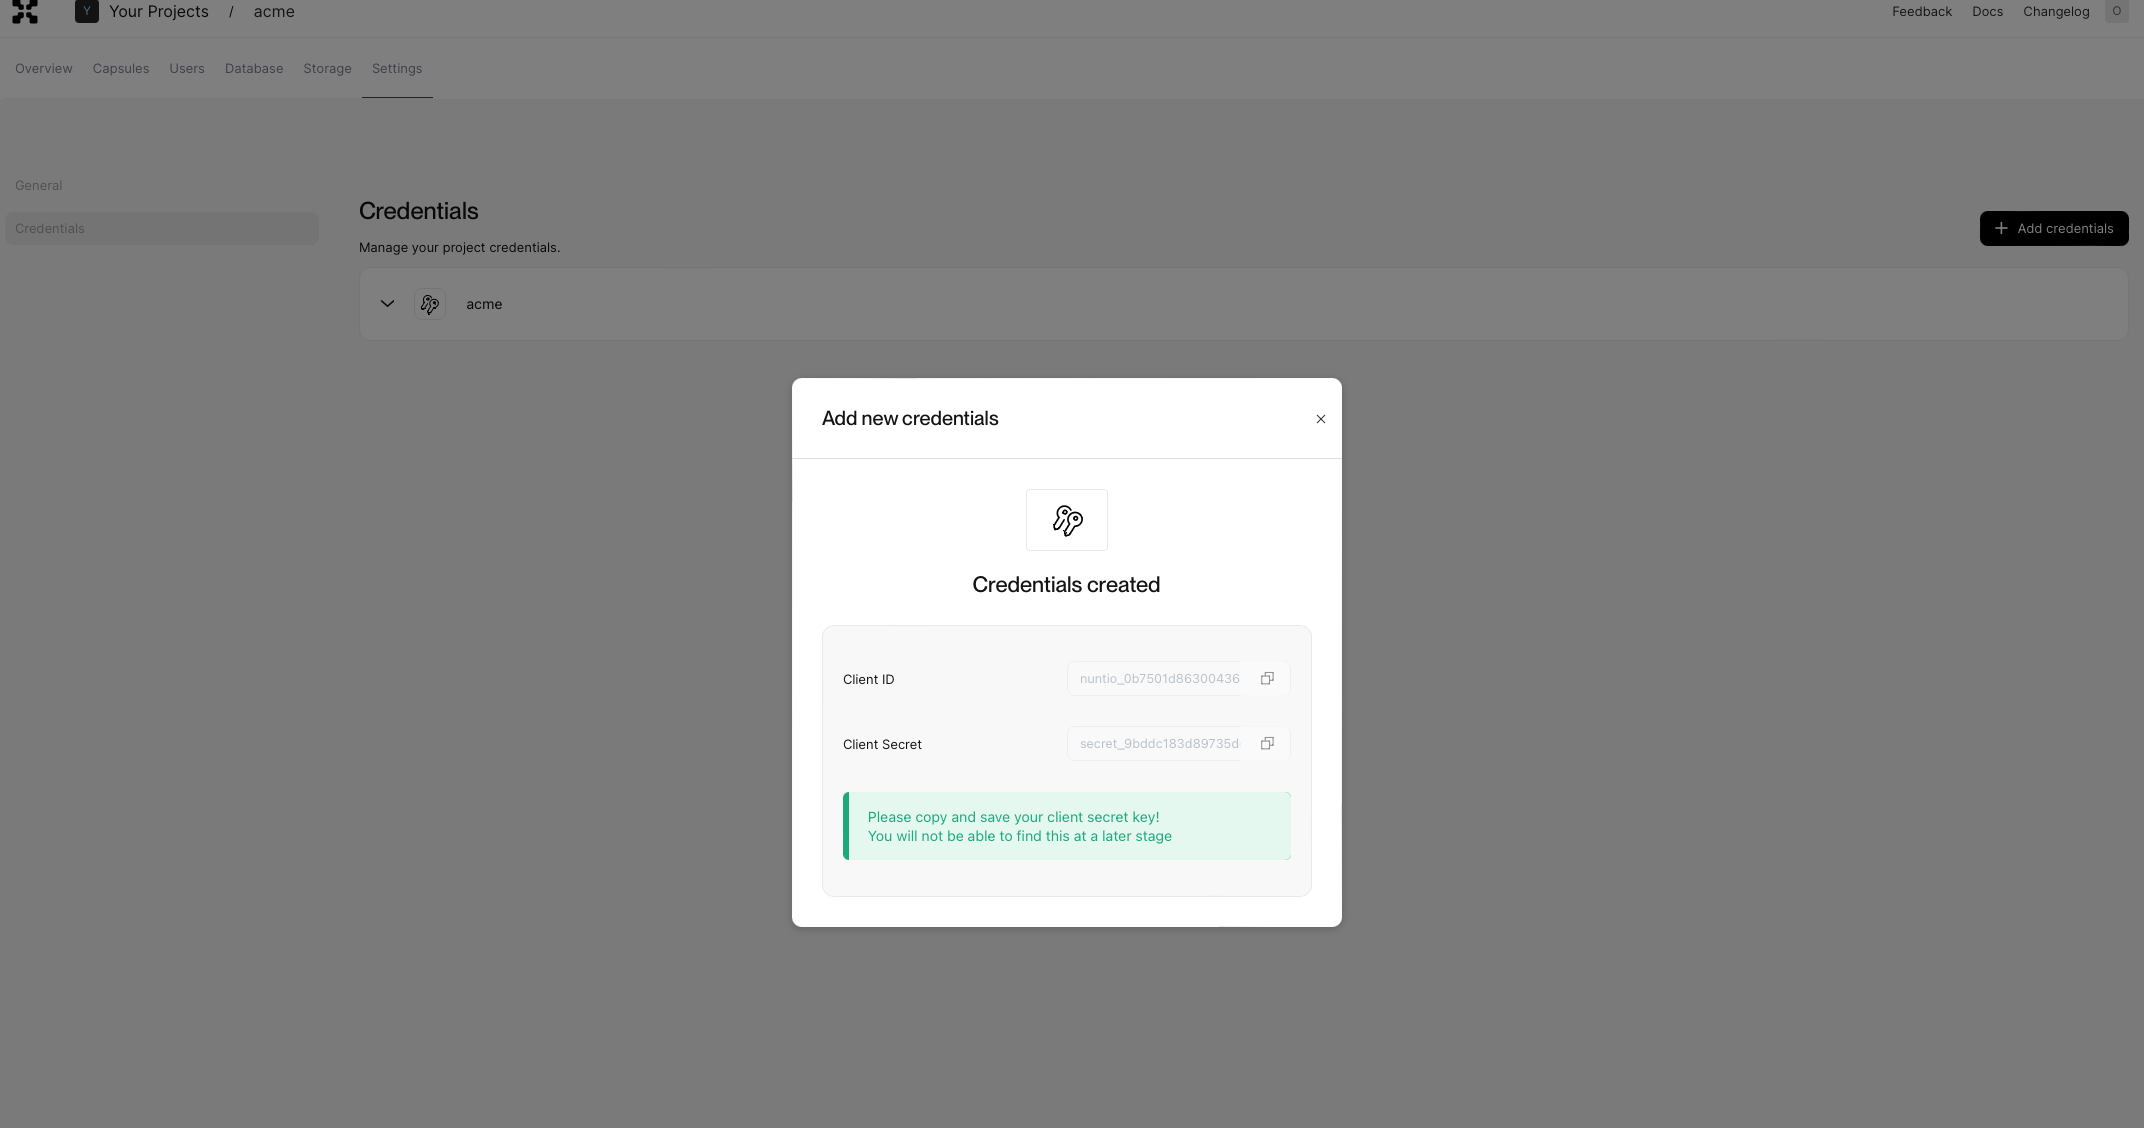 Y Your Projects / acme
Feedback Docs Changelog O
Overview Capsules Users Database Storage Settings
General
Credentials
Credentials
Manage your project credentials.
Add credentials
acme
Add new credentials
Credentials created
Client ID nuntio_0b7501d86300436
Client Secret secret_9bddc183d89735d
Please copy and save your client secret key!
You will not be able to find this at a later stage